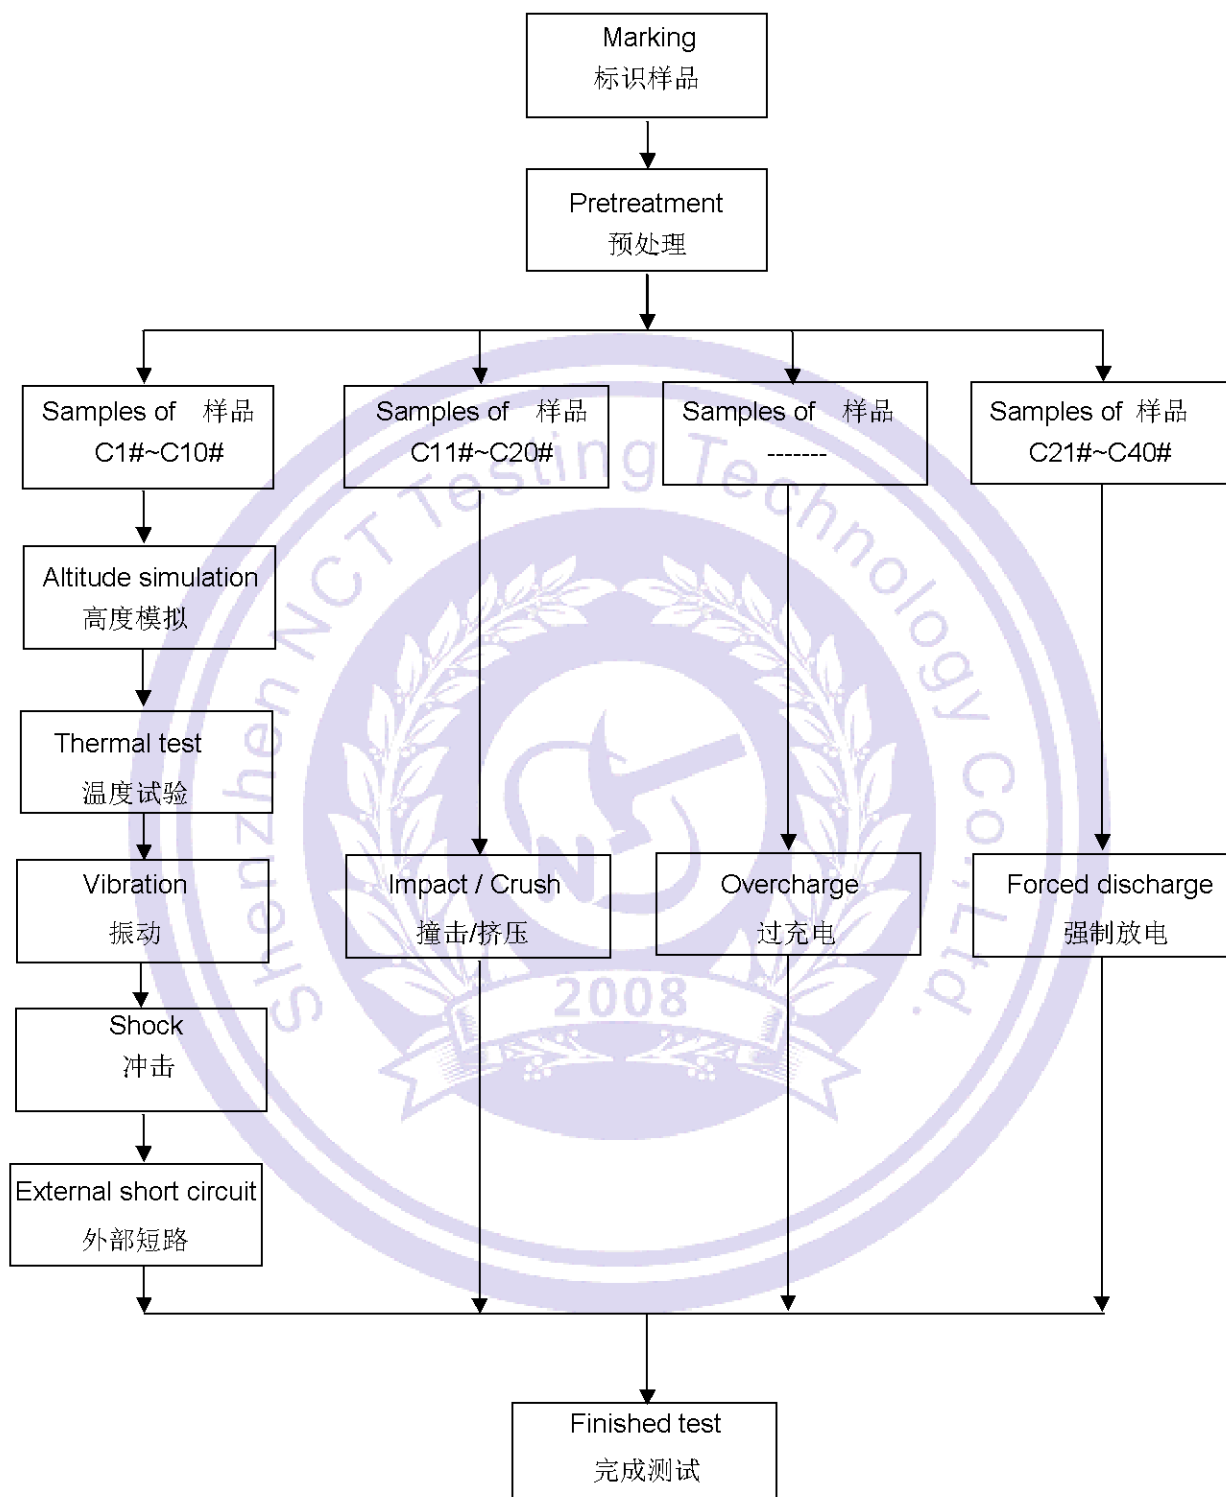 Marking
标识样品
Pretreatment
预处理
Samples of 样品
C1#~C10#
Samples of 样品
C11#~C20#
Samples of 样品
-------
Samples of 样品
C21#~C40#
Altitude simulation
高度模拟
Thermal test
温度试验
Vibration
振动
Impact / Crush
撞击/挤压
Overcharge
过充电
Forced discharge
强制放电
Shock
冲击
External short circuit
外部短路
Finished test
完成测试
Shenzhen NCT Testing Technology Co.,Ltd.
N
2008